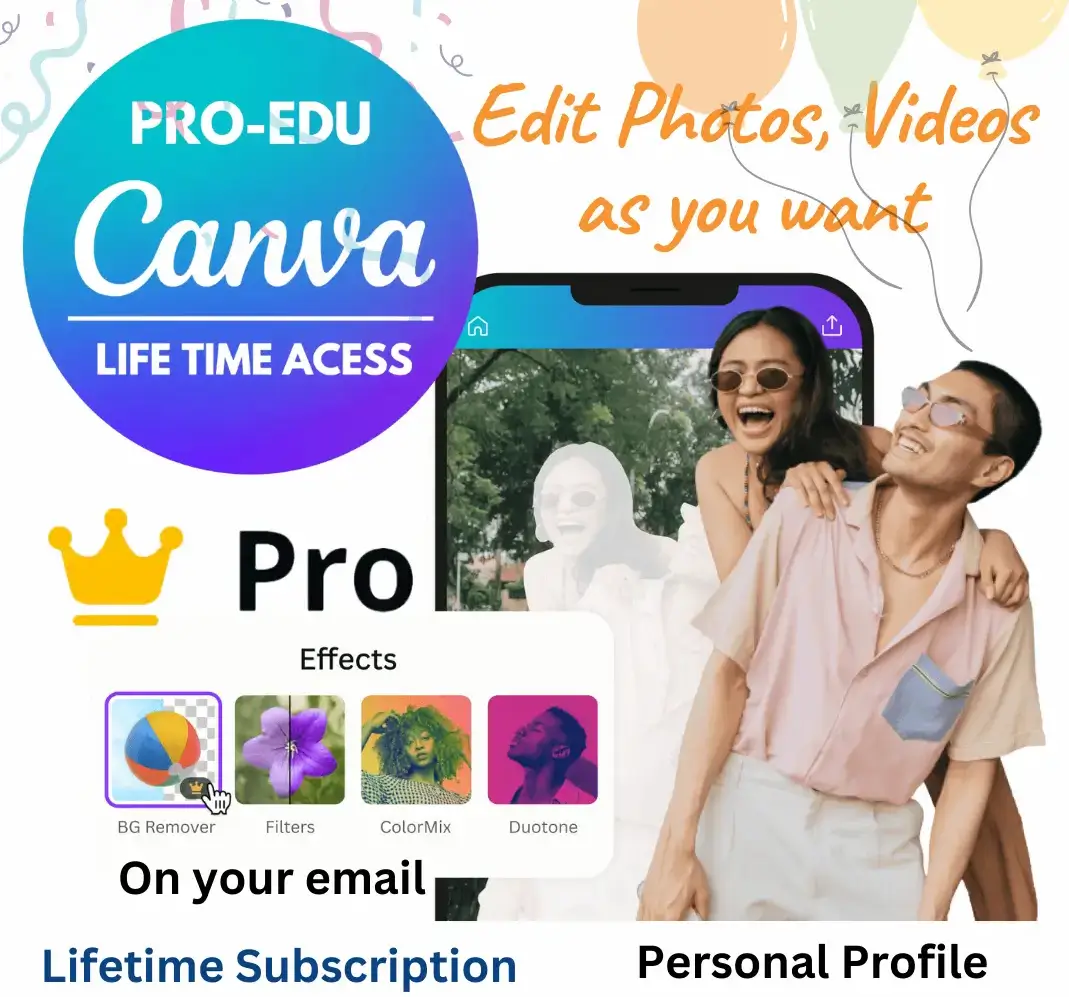 PRO-EDU
Canva
LIFE TIME ACESS
Edit Photos, Videos
as you want
Pro
Effects
BG Remover
Filters
ColorMix
Duotone
On your email
Lifetime Subscription
Personal Profile